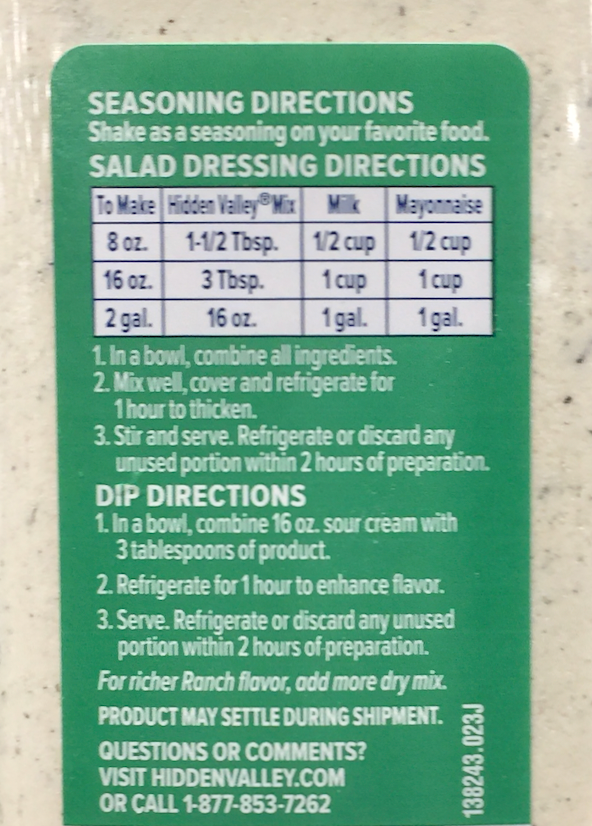 SEASONING DIRECTIONS
Shake as a seasoning on your favorite food.
SALAD DRESSING DIRECTIONS
To Make Hidden Valley® Mix Milk Mayonnaise
8 oz. 1-1/2 Tbsp. 1/2 cup 1/2 cup
16 oz. 3 Tbsp. 1 cup 1 cup
2 gal. 16 oz. 1 gal. 1 gal.
1. In a bowl, combine all ingredients.
2. Mix well, cover and refrigerate for
1 hour to thicken.
3. Stir and serve. Refrigerate or discard any
unused portion within 2 hours of preparation.
DIP DIRECTIONS
1. In a bowl, combine 16 oz. sour cream with
3 tablespoons of product.
2. Refrigerate for 1 hour to enhance flavor.
3. Serve. Refrigerate or discard any unused
portion within 2 hours of preparation.
For richer Ranch flavor, add more dry mix.
PRODUCT MAY SETTLE DURING SHIPMENT.
QUESTIONS OR COMMENTS?
VISIT HIDDENVALLEY.COM
OR CALL 1-877-853-7262
138243.023J